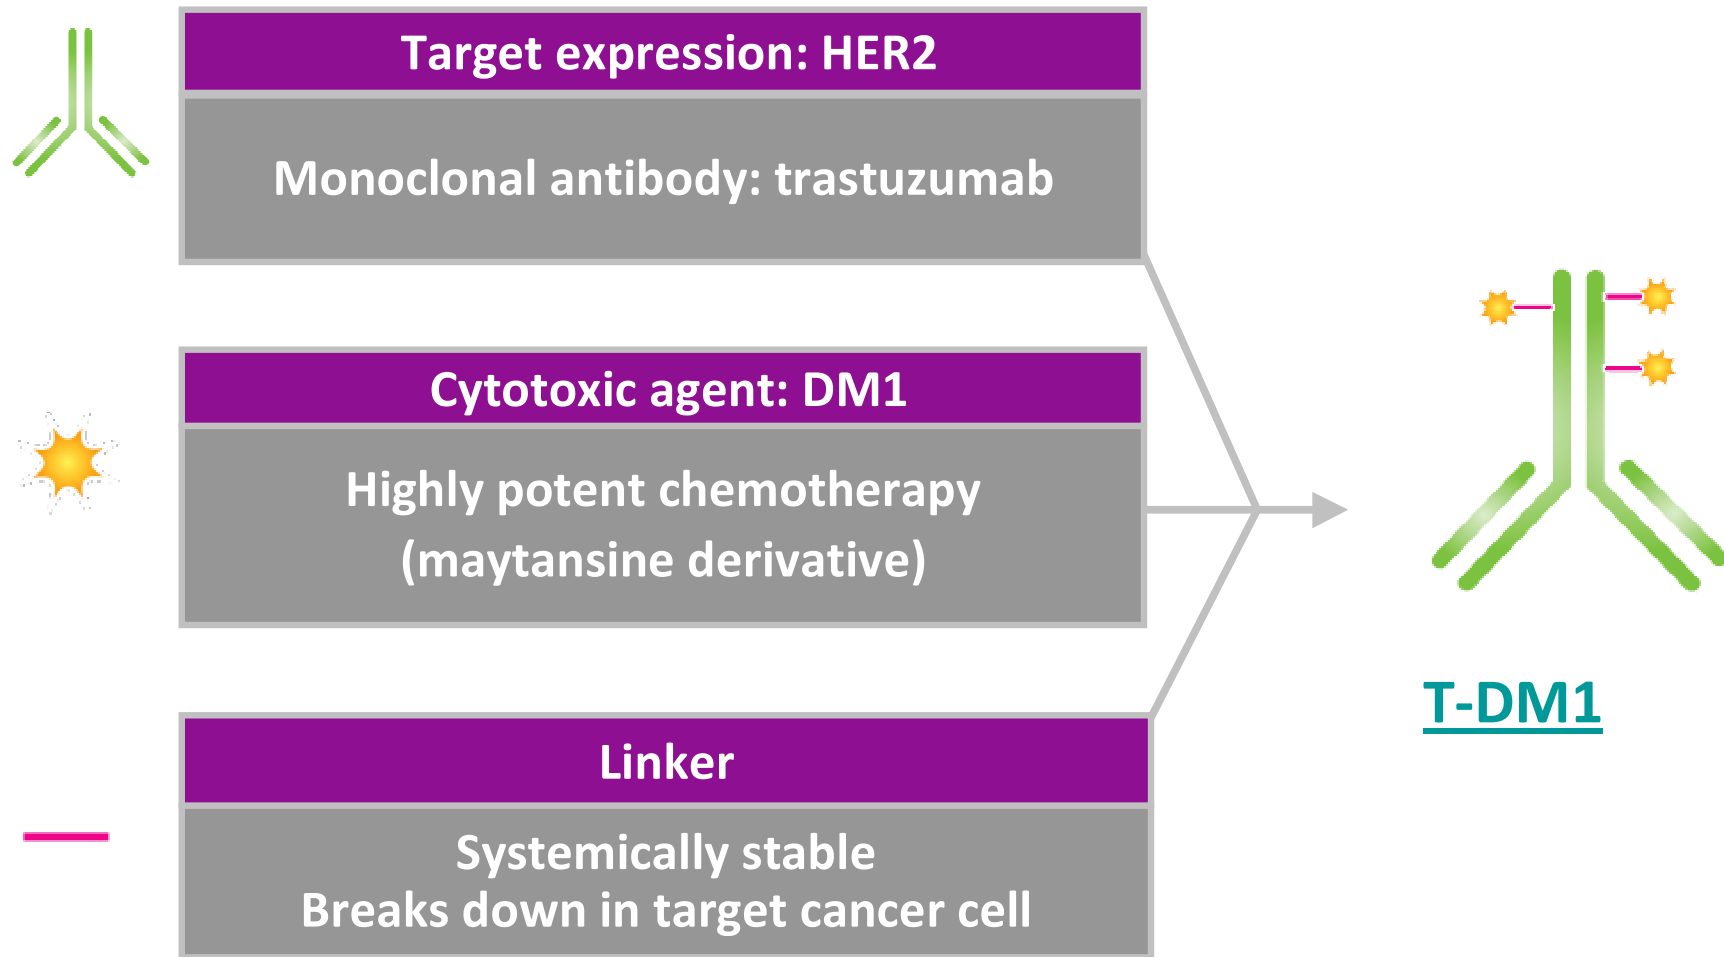 Target expression: HER2
Monoclonal antibody: trastuzumab
Cytotoxic agent: DM1
Highly potent chemotherapy
(maytansine derivative)
Linker
Systemically stable
Breaks down in target cancer cell
T-DM1